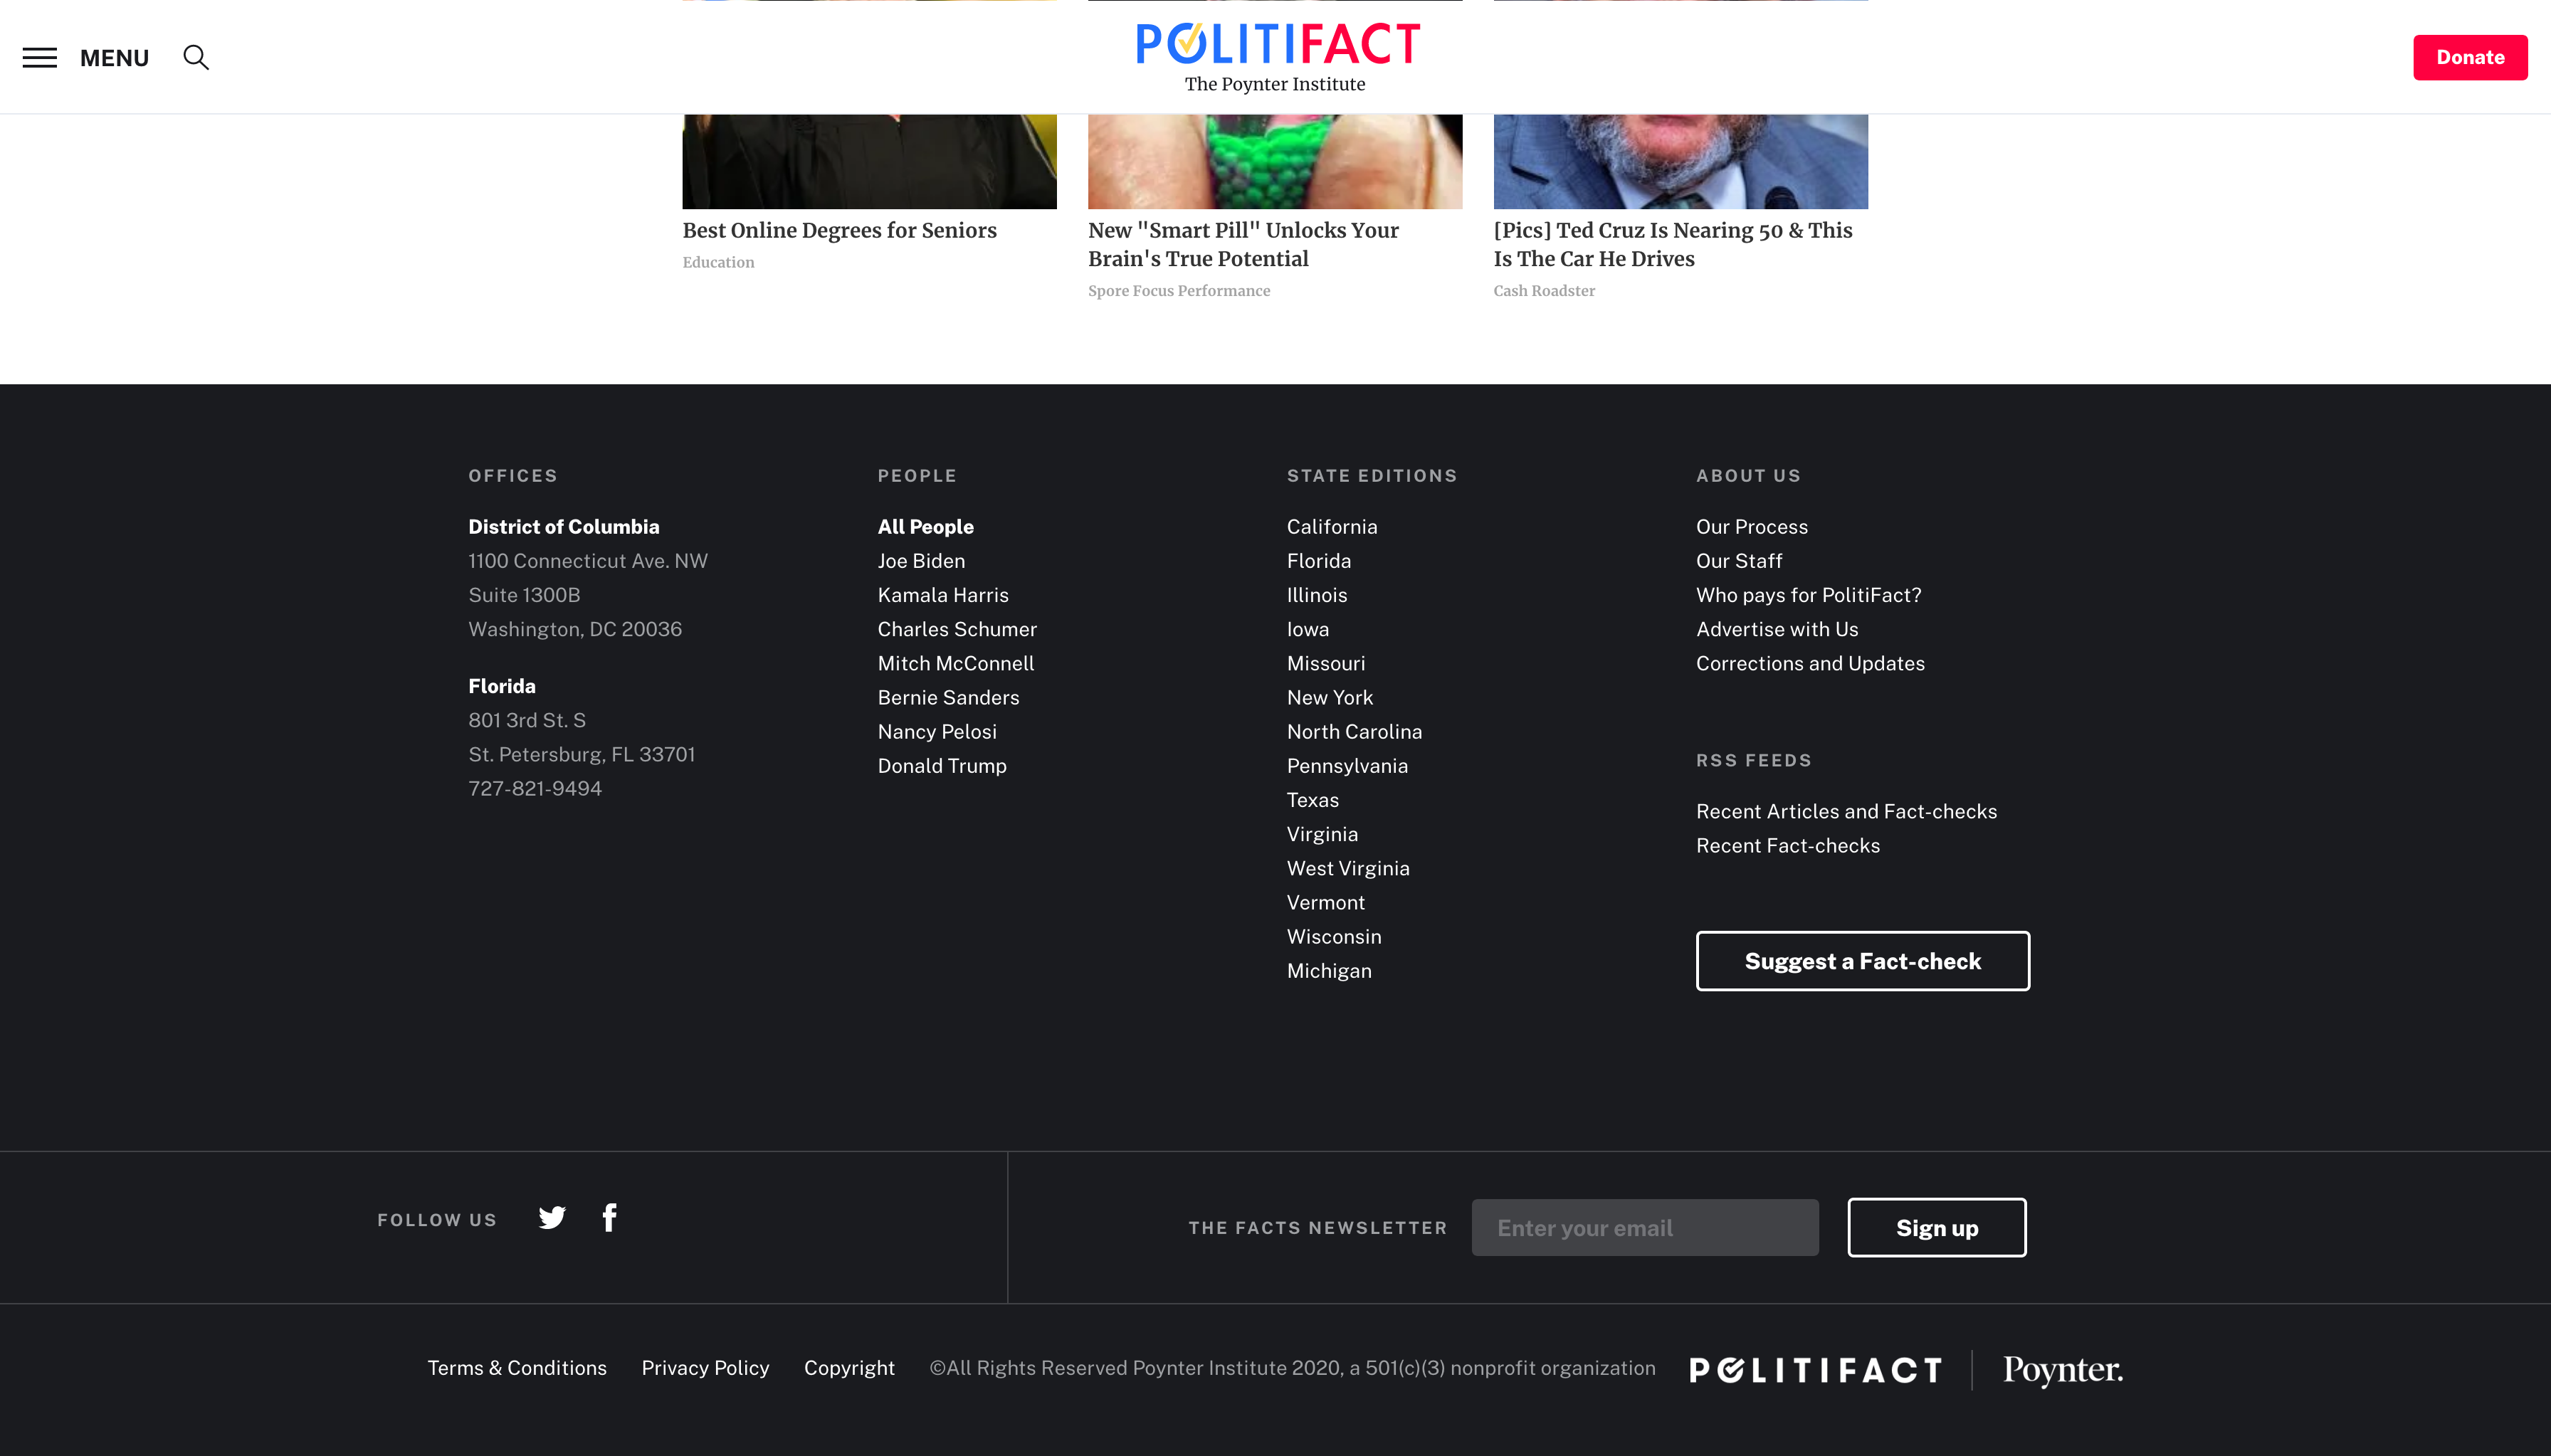 MENU
POLITIFACT
The Poynter Institute
Donate
Best Online Degrees for Seniors
Education
New "Smart Pill" Unlocks Your
Brain's True Potential
Spore Focus Performance
[Pics] Ted Cruz Is Nearing 50 & This
Is The Car He Drives
Cash Roadster
OFFICES
District of Columbia
1100 Connecticut Ave. NW
Suite 1300B
Washington, DC 20036
Florida
801 3rd St. S
St. Petersburg, FL 33701
727-821-9494
PEOPLE
All People
Joe Biden
Kamala Harris
Charles Schumer
Mitch McConnell
Bernie Sanders
Nancy Pelosi
Donald Trump
STATE EDITIONS
California
Florida
Illinois
Iowa
Missouri
New York
North Carolina
Pennsylvania
Texas
Virginia
West Virginia
Vermont
Wisconsin
Michigan
ABOUT US
Our Process
Our Staff
Who pays for PolitiFact?
Advertise with Us
Corrections and Updates
RSS FEEDS
Recent Articles and Fact-checks
Recent Fact-checks
Suggest a Fact-check
FOLLOW US
THE FACTS NEWSLETTER
Enter your email
Sign up
Terms & Conditions
Privacy Policy
Copyright
©All Rights Reserved Poynter Institute 2020, a 501(c)(3) nonprofit organization
POLITIFACT
Poynter.